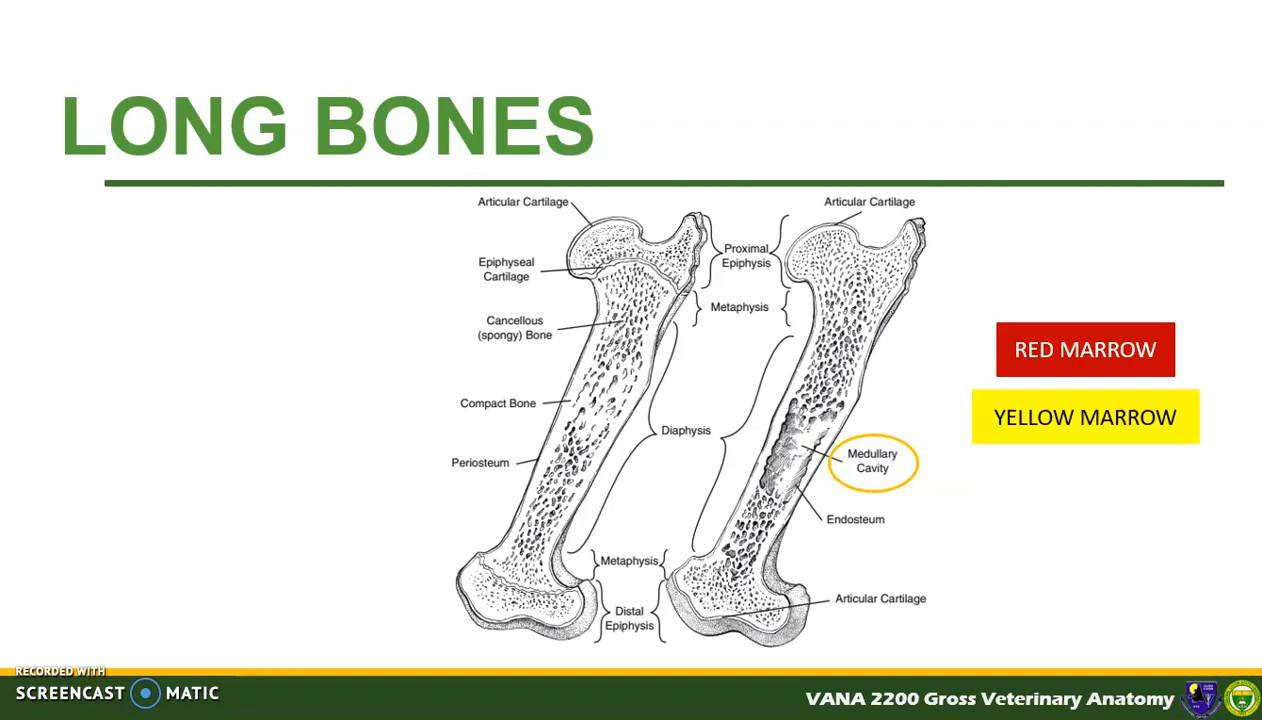 LONG BONES
Articular Cartilage
Epiphyseal
Cartilage
Cancellous
(spongy) Bone
Compact Bone
Periosteum
Proximal
Epiphysis
Metaphysis
Diaphysis
Metaphysis
Distal
Epiphysis
Articular Cartilage
Medullary
Cavity
Endosteum
Articular Cartilage
RED MARROW
YELLOW MARROW
RECORDED WITH
SCREENCAST MATIC
VANA 2200 Gross Veterinary Anatomy